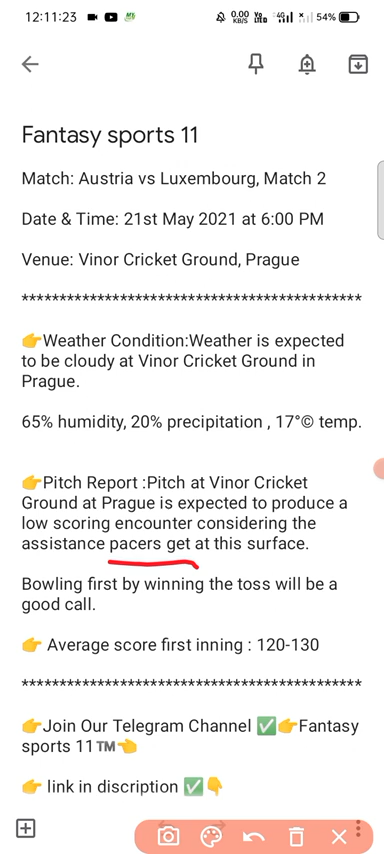 12:11:23 0.00 KB/S Vo LTE 4G 54%
Fantasy sports 11
Match: Austria vs Luxembourg, Match 2
Date & Time: 21st May 2021 at 6:00 PM
Venue: Vinor Cricket Ground, Prague
*********************************************
👉Weather Condition:Weather is expected
to be cloudy at Vinor Cricket Ground in
Prague.
65% humidity, 20% precipitation , 17°© temp.
👉Pitch Report :Pitch at Vinor Cricket
Ground at Prague is expected to produce a
low scoring encounter considering the
assistance pacers get at this surface.
Bowling first by winning the toss will be a
good call.
👉 Average score first inning : 120-130
*********************************************
👉Join Our Telegram Channel ✅👉Fantasy
sports 11™️👈
👉 link in discription ✅👇